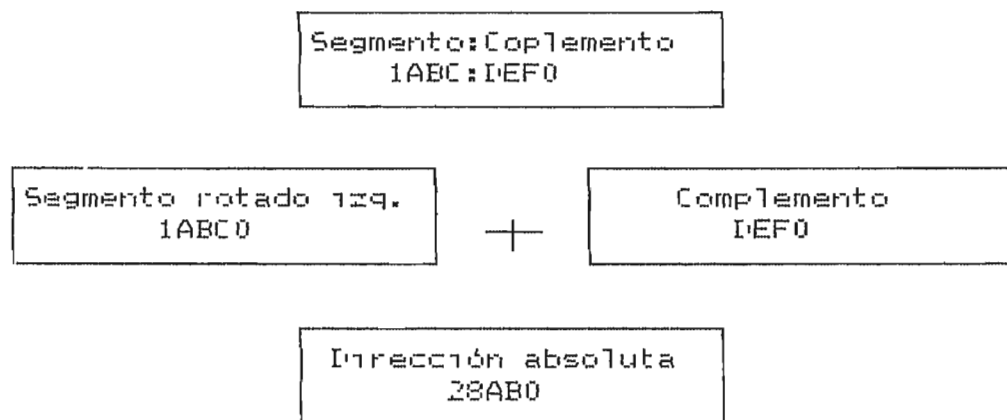 Segmento:Coplemento
1ABC:DEF0
Segmento rotado izq.
1ABC0
+
Complemento
DEF0
Dirección absoluta
28AB0